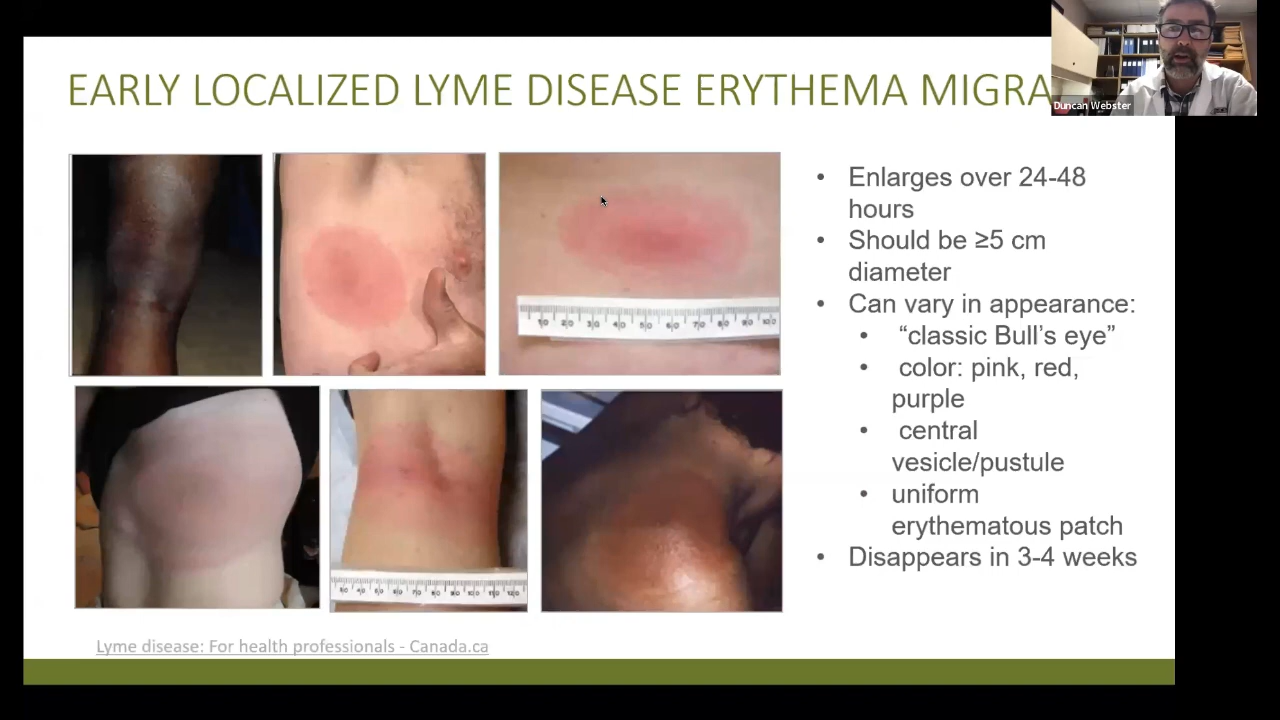 EARLY LOCALIZED LYME DISEASE ERYTHEMA MIGRA
Duncan Webster
• Enlarges over 24-48
hours
• Should be ≥5 cm
diameter
• Can vary in appearance:
• “classic Bull’s eye”
• color: pink, red,
purple
• central
vesicle/pustule
• uniform
erythematous patch
• Disappears in 3-4 weeks
Lyme disease: For health professionals - Canada.ca